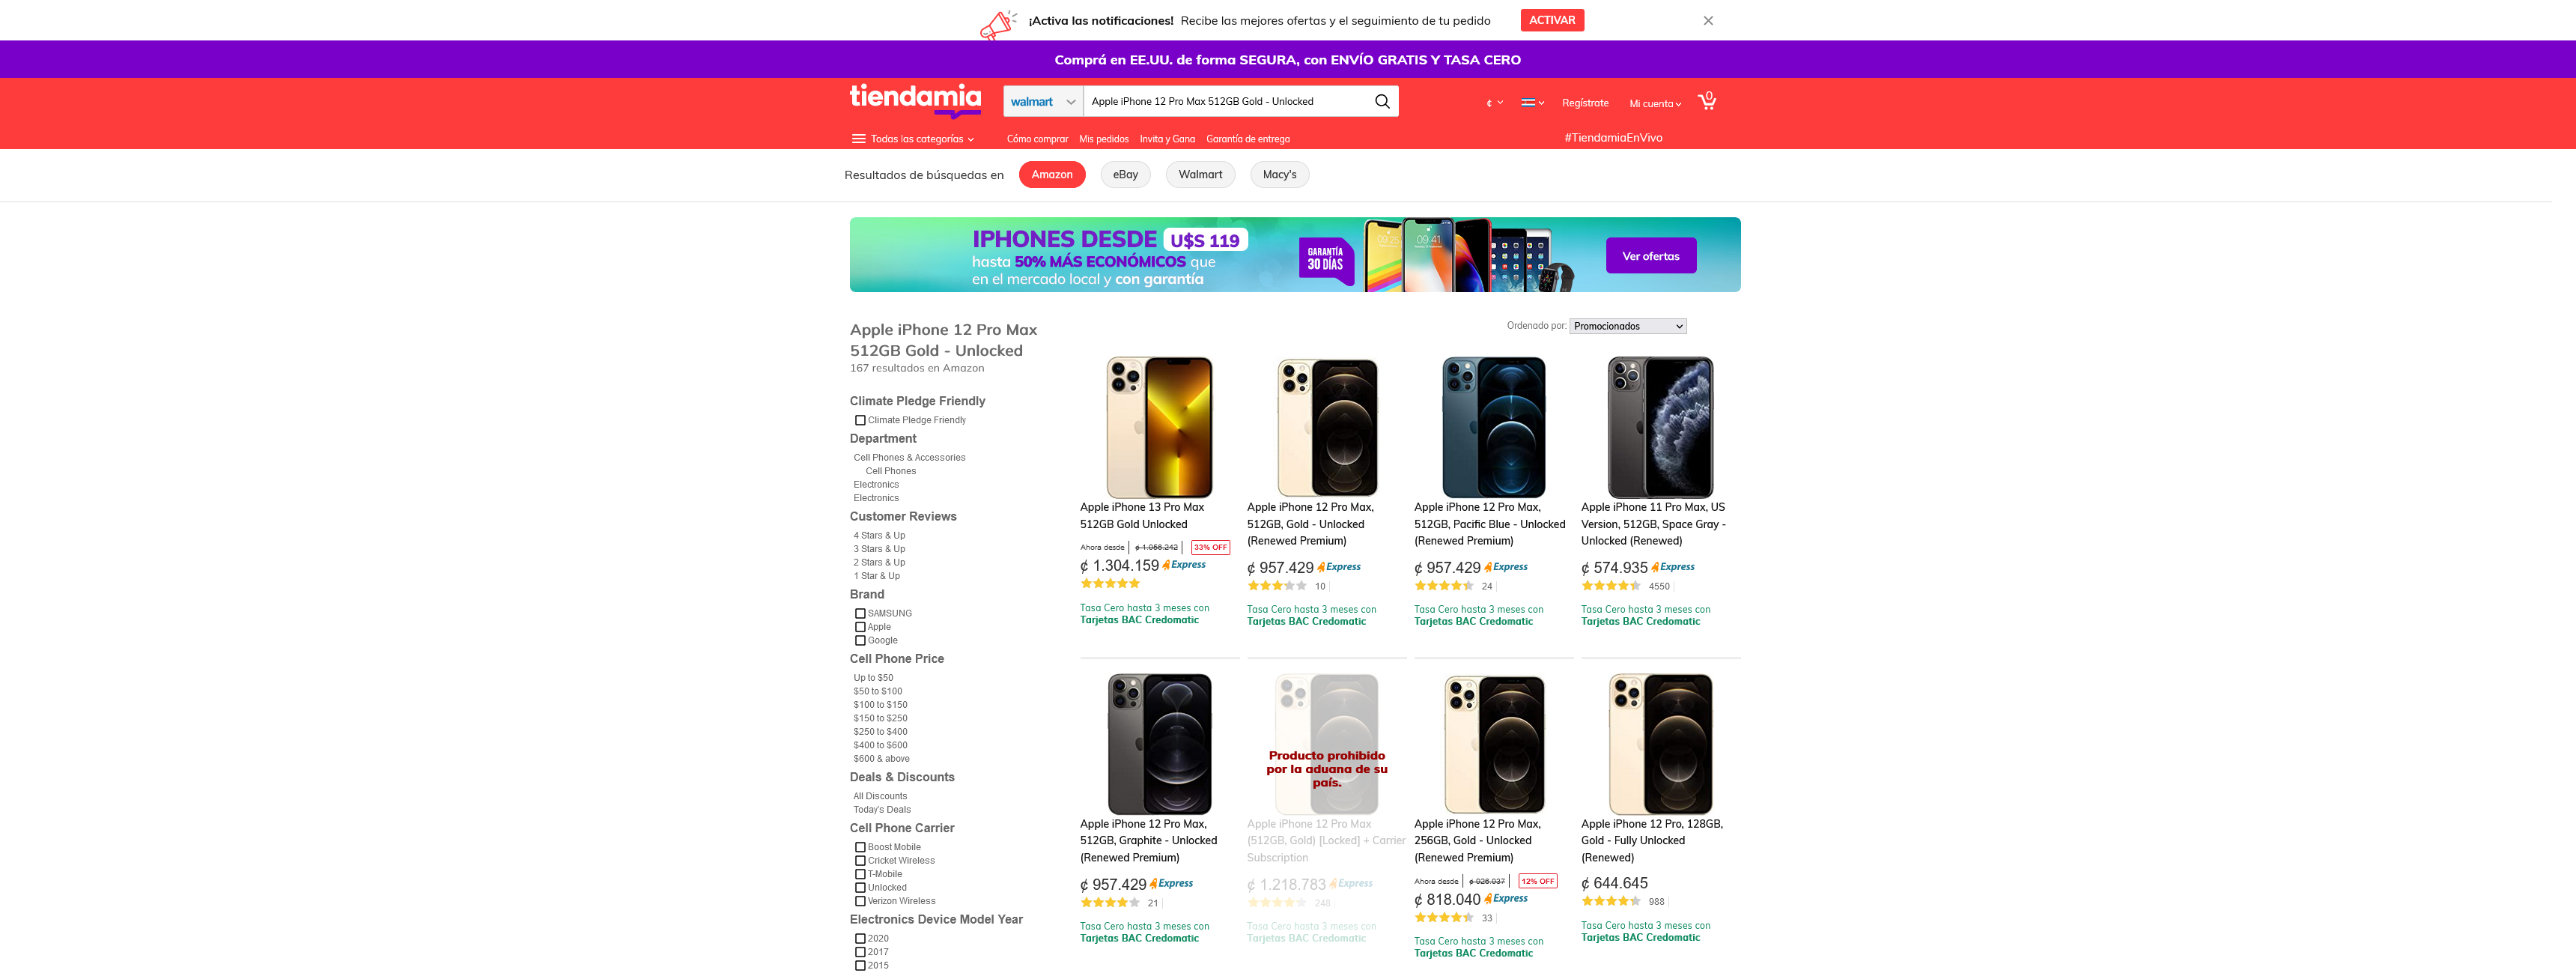 ¡Activa las notificaciones! Recibe las mejores ofertas y el seguimiento de tu pedido ACTIVAR
Comprá en EE.UU. de forma SEGURA, con ENVÍO GRATIS Y TASA CERO
tiendamia walmart Apple iPhone 12 Pro Max 512GB Gold - Unlocked ¢ Regístrate Mi cuenta 0
Todas las categorías Cómo comprar Mis pedidos Invita y Gana Garantía de entrega #TiendamiaEnVivo
Resultados de búsquedas en Amazon eBay Walmart Macy's
IPHONES DESDE U$S 119
hasta 50% MÁS ECONÓMICOS que
en el mercado local y con garantía
GARANTÍA
30 DÍAS
09:41
Ver ofertas
Apple iPhone 12 Pro Max
512GB Gold - Unlocked
167 resultados en Amazon
Ordenado por: Promocionados
Climate Pledge Friendly
Climate Pledge Friendly
Department
Cell Phones & Accessories
Cell Phones
Electronics
Electronics
Customer Reviews
4 Stars & Up
3 Stars & Up
2 Stars & Up
1 Star & Up
Brand
SAMSUNG
Apple
Google
Cell Phone Price
Up to $50
$50 to $100
$100 to $150
$150 to $250
$250 to $400
$400 to $600
$600 & above
Deals & Discounts
All Discounts
Today's Deals
Cell Phone Carrier
Boost Mobile
Cricket Wireless
T-Mobile
Unlocked
Verizon Wireless
Electronics Device Model Year
2020
2017
2015
Apple iPhone 13 Pro Max
512GB Gold Unlocked
Ahora desde ¢ 1.956.242 33% OFF
¢ 1.304.159 Express
Tasa Cero hasta 3 meses con
Tarjetas BAC Credomatic
Apple iPhone 12 Pro Max,
512GB, Gold - Unlocked
(Renewed Premium)
¢ 957.429 Express
10
Tasa Cero hasta 3 meses con
Tarjetas BAC Credomatic
Apple iPhone 12 Pro Max,
512GB, Pacific Blue - Unlocked
(Renewed Premium)
¢ 957.429 Express
24
Tasa Cero hasta 3 meses con
Tarjetas BAC Credomatic
Apple iPhone 11 Pro Max, US
Version, 512GB, Space Gray -
Unlocked (Renewed)
¢ 574.935 Express
4550
Tasa Cero hasta 3 meses con
Tarjetas BAC Credomatic
Apple iPhone 12 Pro Max,
512GB, Graphite - Unlocked
(Renewed Premium)
¢ 957.429 Express
21
Tasa Cero hasta 3 meses con
Tarjetas BAC Credomatic
Producto prohibido
por la aduana de su
país.
Apple iPhone 12 Pro Max
(512GB, Gold) [Locked] + Carrier
Subscription
¢ 1.218.783 Express
248
Tasa Cero hasta 3 meses con
Tarjetas BAC Credomatic
Apple iPhone 12 Pro Max,
256GB, Gold - Unlocked
(Renewed Premium)
Ahora desde ¢ 926.037 12% OFF
¢ 818.040 Express
33
Tasa Cero hasta 3 meses con
Tarjetas BAC Credomatic
Apple iPhone 12 Pro, 128GB,
Gold - Fully Unlocked
(Renewed)
¢ 644.645
988
Tasa Cero hasta 3 meses con
Tarjetas BAC Credomatic